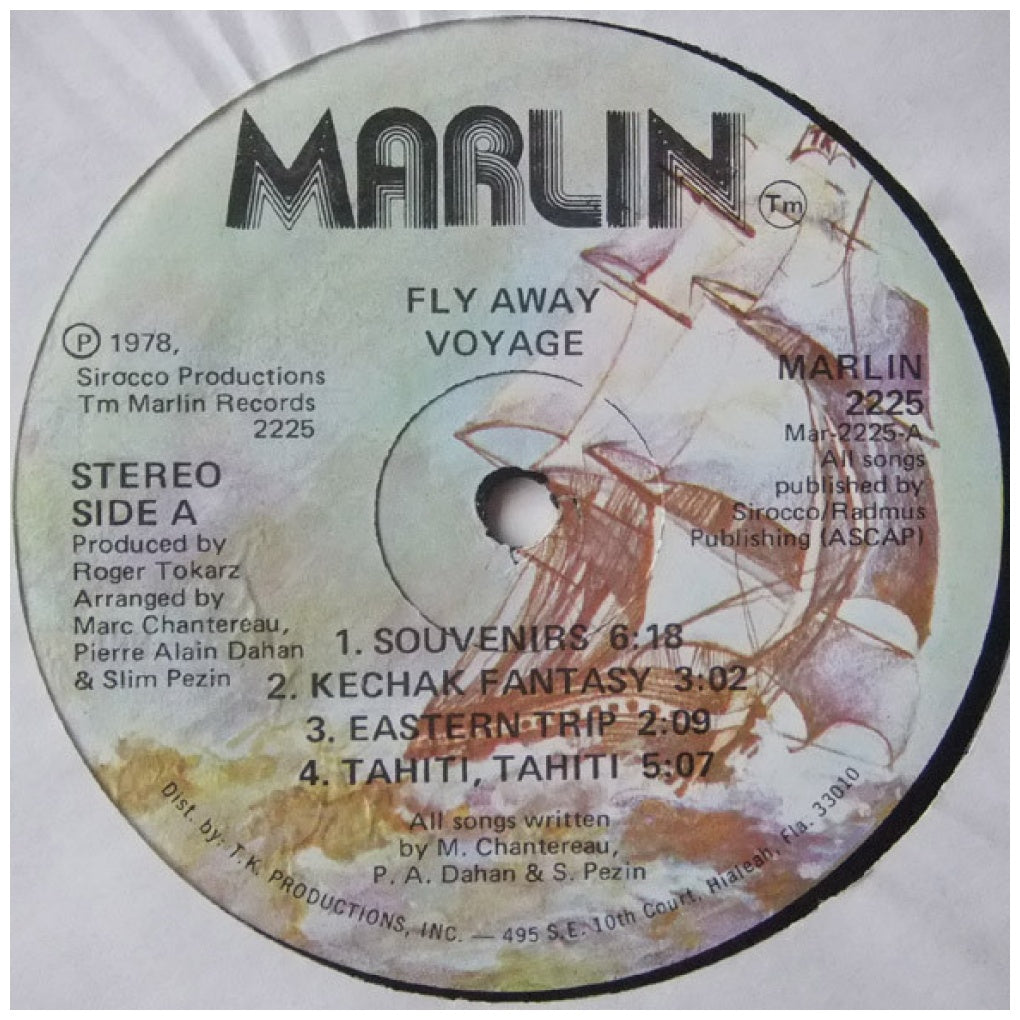 MARLIN
Tm
TK
FLY AWAY
VOYAGE
℗ 1978,
Sirocco Productions
Tm Marlin Records
2225
STEREO
SIDE A
Produced by
Roger Tokarz
Arranged by
Marc Chantereau,
Pierre Alain Dahan
& Slim Pezin
MARLIN
2225
Mar-2225-A
All songs
published by
Sirocco/Radmus
Publishing (ASCAP)
1. SOUVENIRS 6:18
2. KECHAK FANTASY 3:02
3. EASTERN TRIP 2:09
4. TAHITI, TAHITI 5:07
All songs written
by M. Chantereau,
P. A. Dahan & S. Pezin
Dist. by: T.K. PRODUCTIONS, INC. — 495 S.E. 10th Court, Hialeah, Fla. 33010